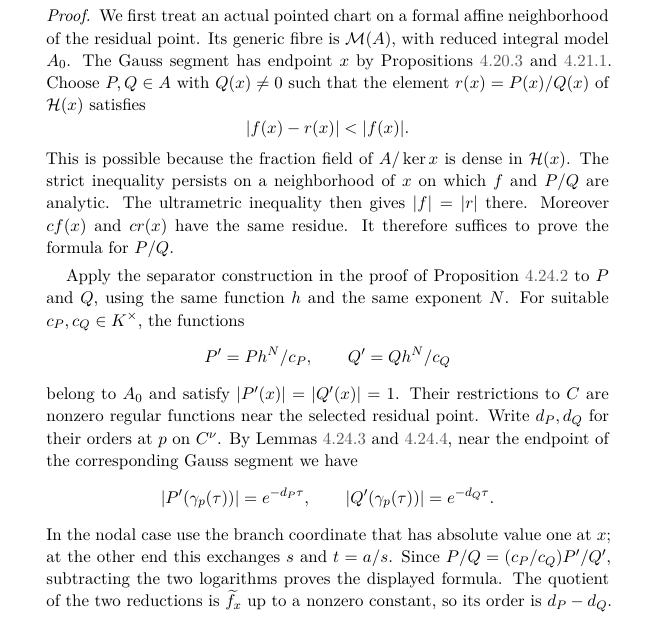 Proof. We first treat an actual pointed chart on a formal affine neighborhood
of the residual point. Its generic fibre is ℳ(A), with reduced integral model
A₀. The Gauss segment has endpoint x by Propositions 4.20.3 and 4.21.1.
Choose P, Q ∈ A with Q(x) ≠ 0 such that the element r(x) = P(x)/Q(x) of
ℋ(x) satisfies
|f(x) − r(x)| < |f(x)|.
This is possible because the fraction field of A/ ker x is dense in ℋ(x). The
strict inequality persists on a neighborhood of x on which f and P/Q are
analytic. The ultrametric inequality then gives |f| = |r| there. Moreover
cf(x) and cr(x) have the same residue. It therefore suffices to prove the
formula for P/Q.
Apply the separator construction in the proof of Proposition 4.24.2 to P
and Q, using the same function h and the same exponent N. For suitable
c_P, c_Q ∈ K^×, the functions
P′ = Ph^N/c_P, Q′ = Qh^N/c_Q
belong to A₀ and satisfy |P′(x)| = |Q′(x)| = 1. Their restrictions to C are
nonzero regular functions near the selected residual point. Write d_P, d_Q for
their orders at p on C^ν. By Lemmas 4.24.3 and 4.24.4, near the endpoint of
the corresponding Gauss segment we have
|P′(γ_p(τ))| = e^{−d_Pτ}, |Q′(γ_p(τ))| = e^{−d_Qτ}.
In the nodal case use the branch coordinate that has absolute value one at x;
at the other end this exchanges s and t = a/s. Since P/Q = (c_P/c_Q)P′/Q′,
subtracting the two logarithms proves the displayed formula. The quotient
of the two reductions is f̃_x up to a nonzero constant, so its order is d_P − d_Q.